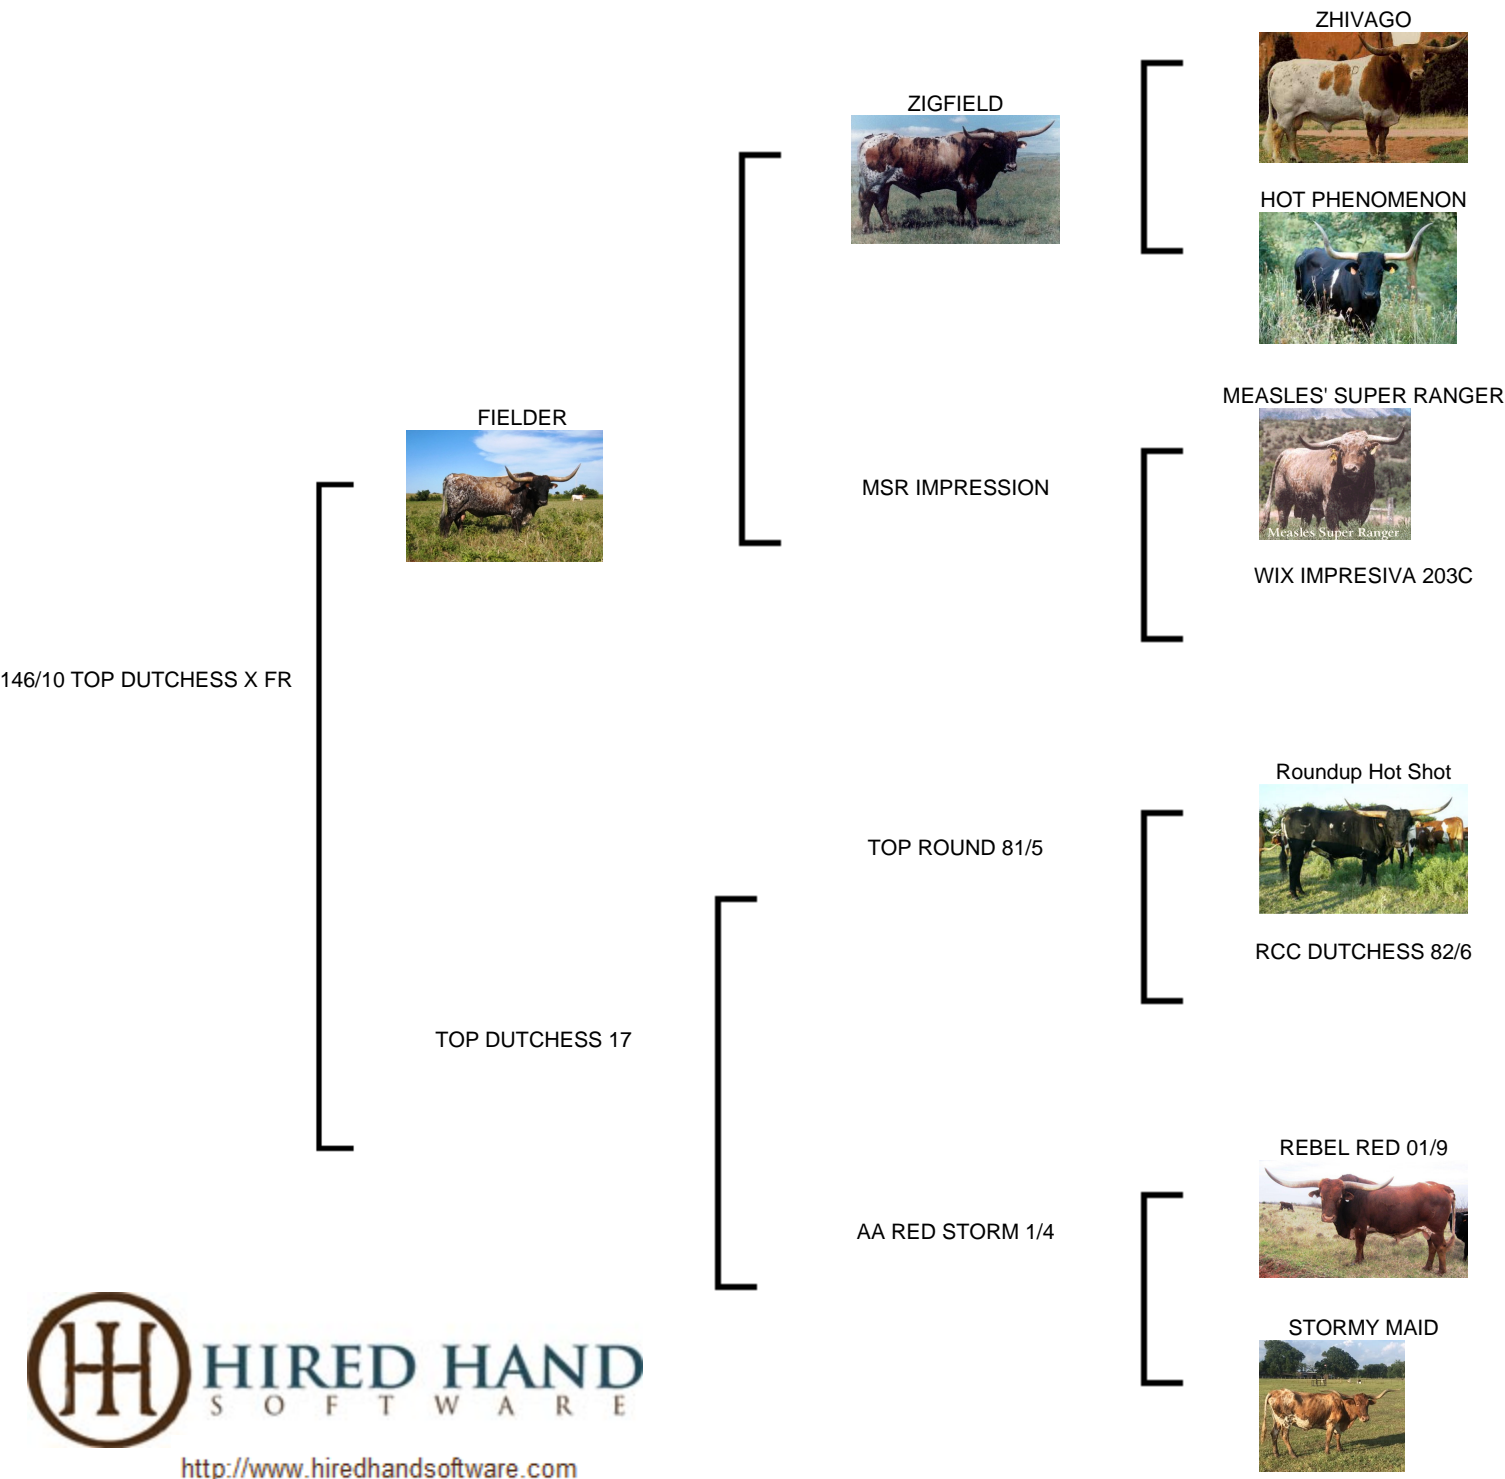 ZHIVAGO
ZIGFIELD
HOT PHENOMENON
MEASLES' SUPER RANGER
FIELDER
MSR IMPRESSION
Measles Super Ranger
WIX IMPRESIVA 203C
146/10 TOP DUTCHESS X FR
Roundup Hot Shot
TOP ROUND 81/5
RCC DUTCHESS 82/6
TOP DUTCHESS 17
REBEL RED 01/9
AA RED STORM 1/4
STORMY MAID
HIRED HAND
SOFTWARE
http://www.hiredhandsoftware.com